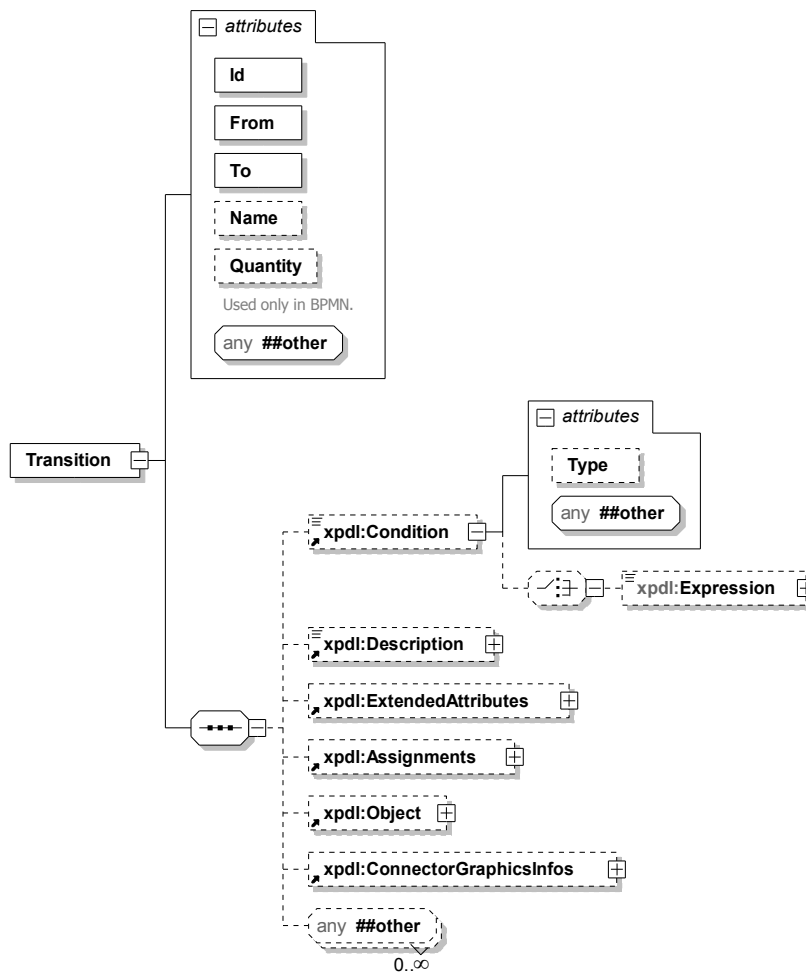 attributes
Id
From
To
Name
Quantity
Used only in BPMN.
any ##other
Transition
attributes
Type
any ##other
xpdl:Condition
xpdl:Expression
xpdl:Description
xpdl:ExtendedAttributes
xpdl:Assignments
xpdl:Object
xpdl:ConnectorGraphicsInfos
any ##other
0..∞